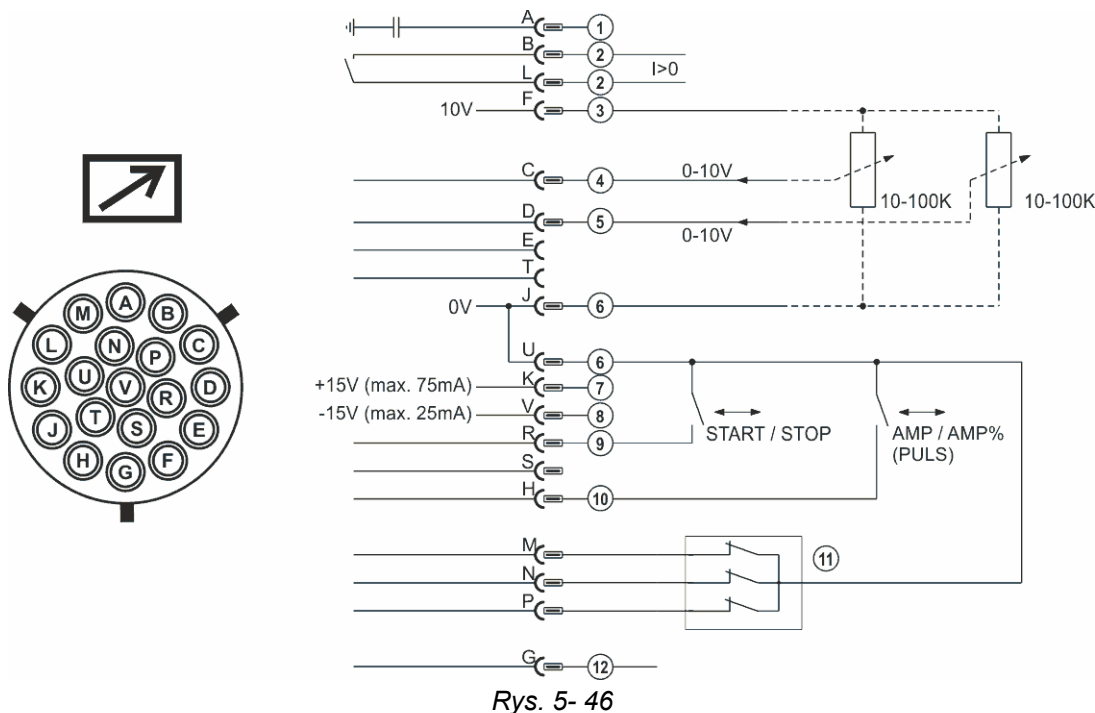 A 1
B 2
L 2 I>0
10V F 3
C 4 0-10V 10-100K 10-100K
D 5 0-10V
E
T
0V J 6
U 6
+15V (max. 75mA) K 7
-15V (max. 25mA) V 8
START / STOP AMP / AMP%
(PULS)
R 9
S
H 10
M 11
N
P
G 12
A
M B
N
L P C
U
K V R D
T S
J E
H F
G
Rys. 5- 46